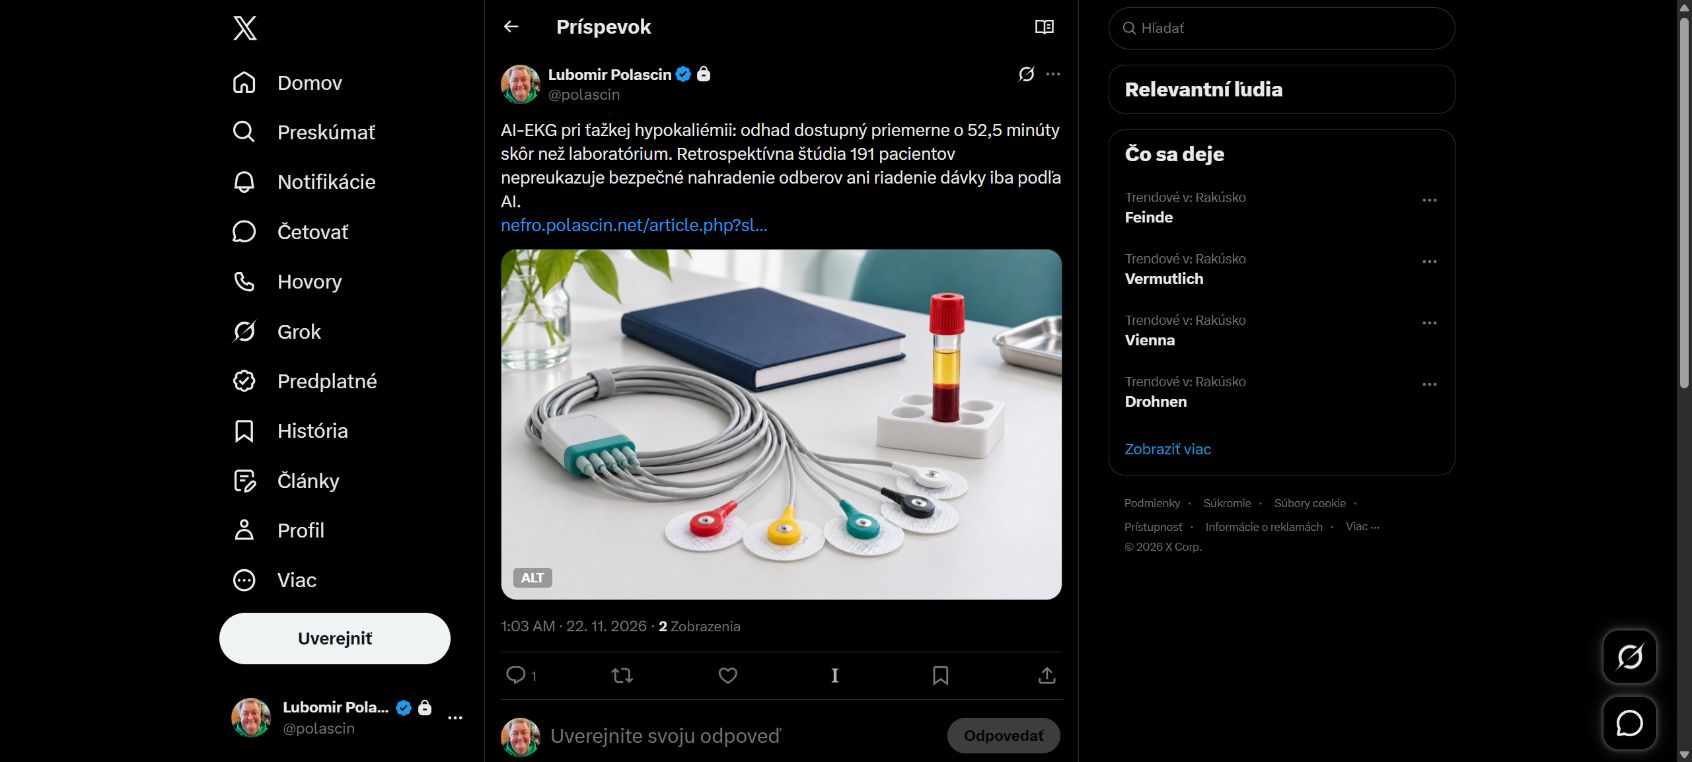 Domov
Preskúmať
Notifikácie
Četovať
Hovory
Grok
Predplatné
História
Články
Profil
Viac
Uverejniť
Lubomir Pola...
@polascin
Príspevok
Lubomir Polascin
@polascin
AI-EKG pri ťažkej hypokaliémii: odhad dostupný priemerne o 52,5 minúty
skôr než laboratórium. Retrospektívna štúdia 191 pacientov
nepreukazuje bezpečné nahradenie odberov ani riadenie dávky iba podľa
AI.
nefro.polascin.net/article.php?sl...
ALT
1:03 AM · 22. 11. 2026 · 2 Zobrazenia
1
Uverejnite svoju odpoveď
Odpovedať
Hľadať
Relevantní ľudia
Čo sa deje
Trendové v: Rakúsko
Feinde
Trendové v: Rakúsko
Vermutlich
Trendové v: Rakúsko
Vienna
Trendové v: Rakúsko
Drohnen
Zobraziť viac
Podmienky · Súkromie · Súbory cookie ·
Prístupnosť · Informácie o reklamách · Viac ···
© 2026 X Corp.